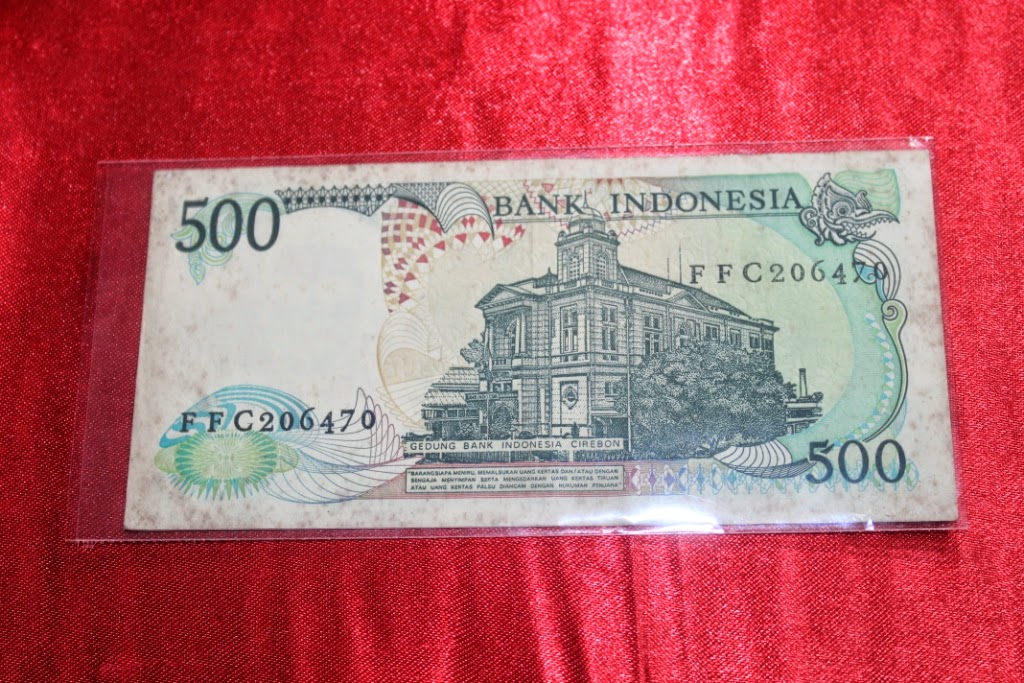 500
BANK INDONESIA
FFC206470
FFC206470
GEDUNG BANK INDONESIA CIREBON
500
"BARANGSIAPA MENIRU, MEMALSUKAN UANG KERTAS DAN/ATAU DENGAN
SENGAJA MENYIMPAN SERTA MENGEDARKAN UANG KERTAS TIRUAN
ATAU UANG KERTAS PALSU DIANCAM DENGAN HUKUMAN PENJARA"